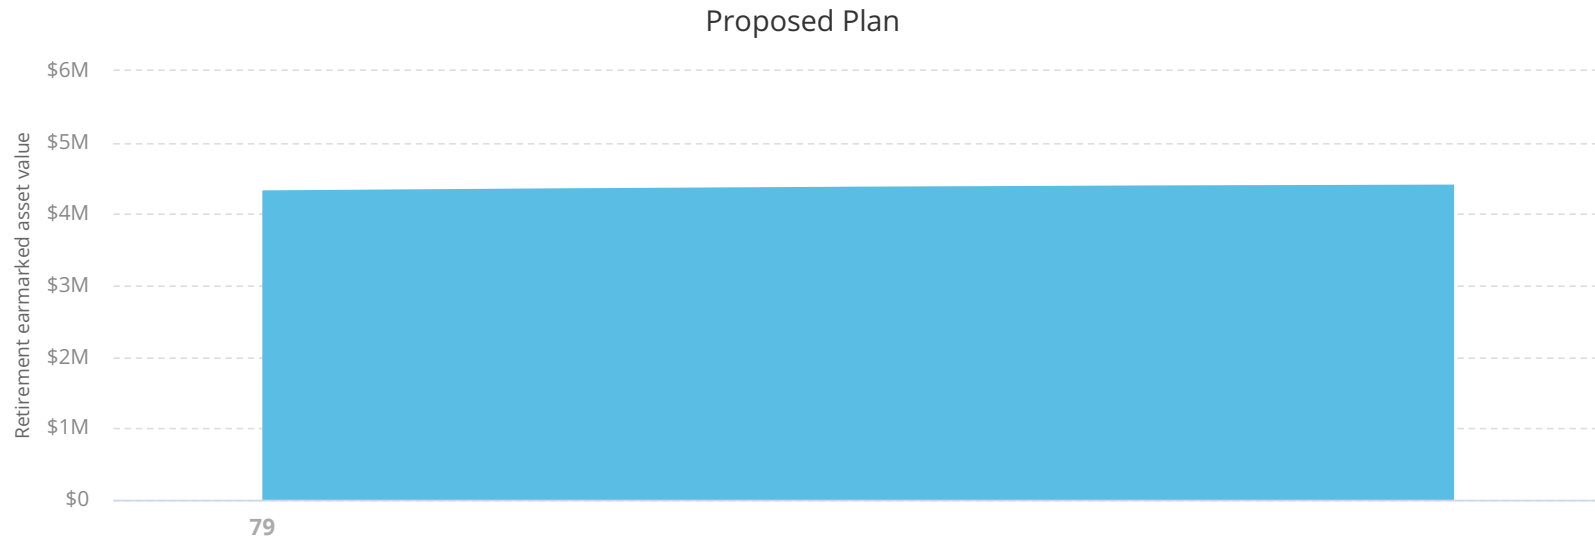 Proposed Plan
Retirement earmarked asset value
$6M
$5M
$4M
$3M
$2M
$1M
$0
79